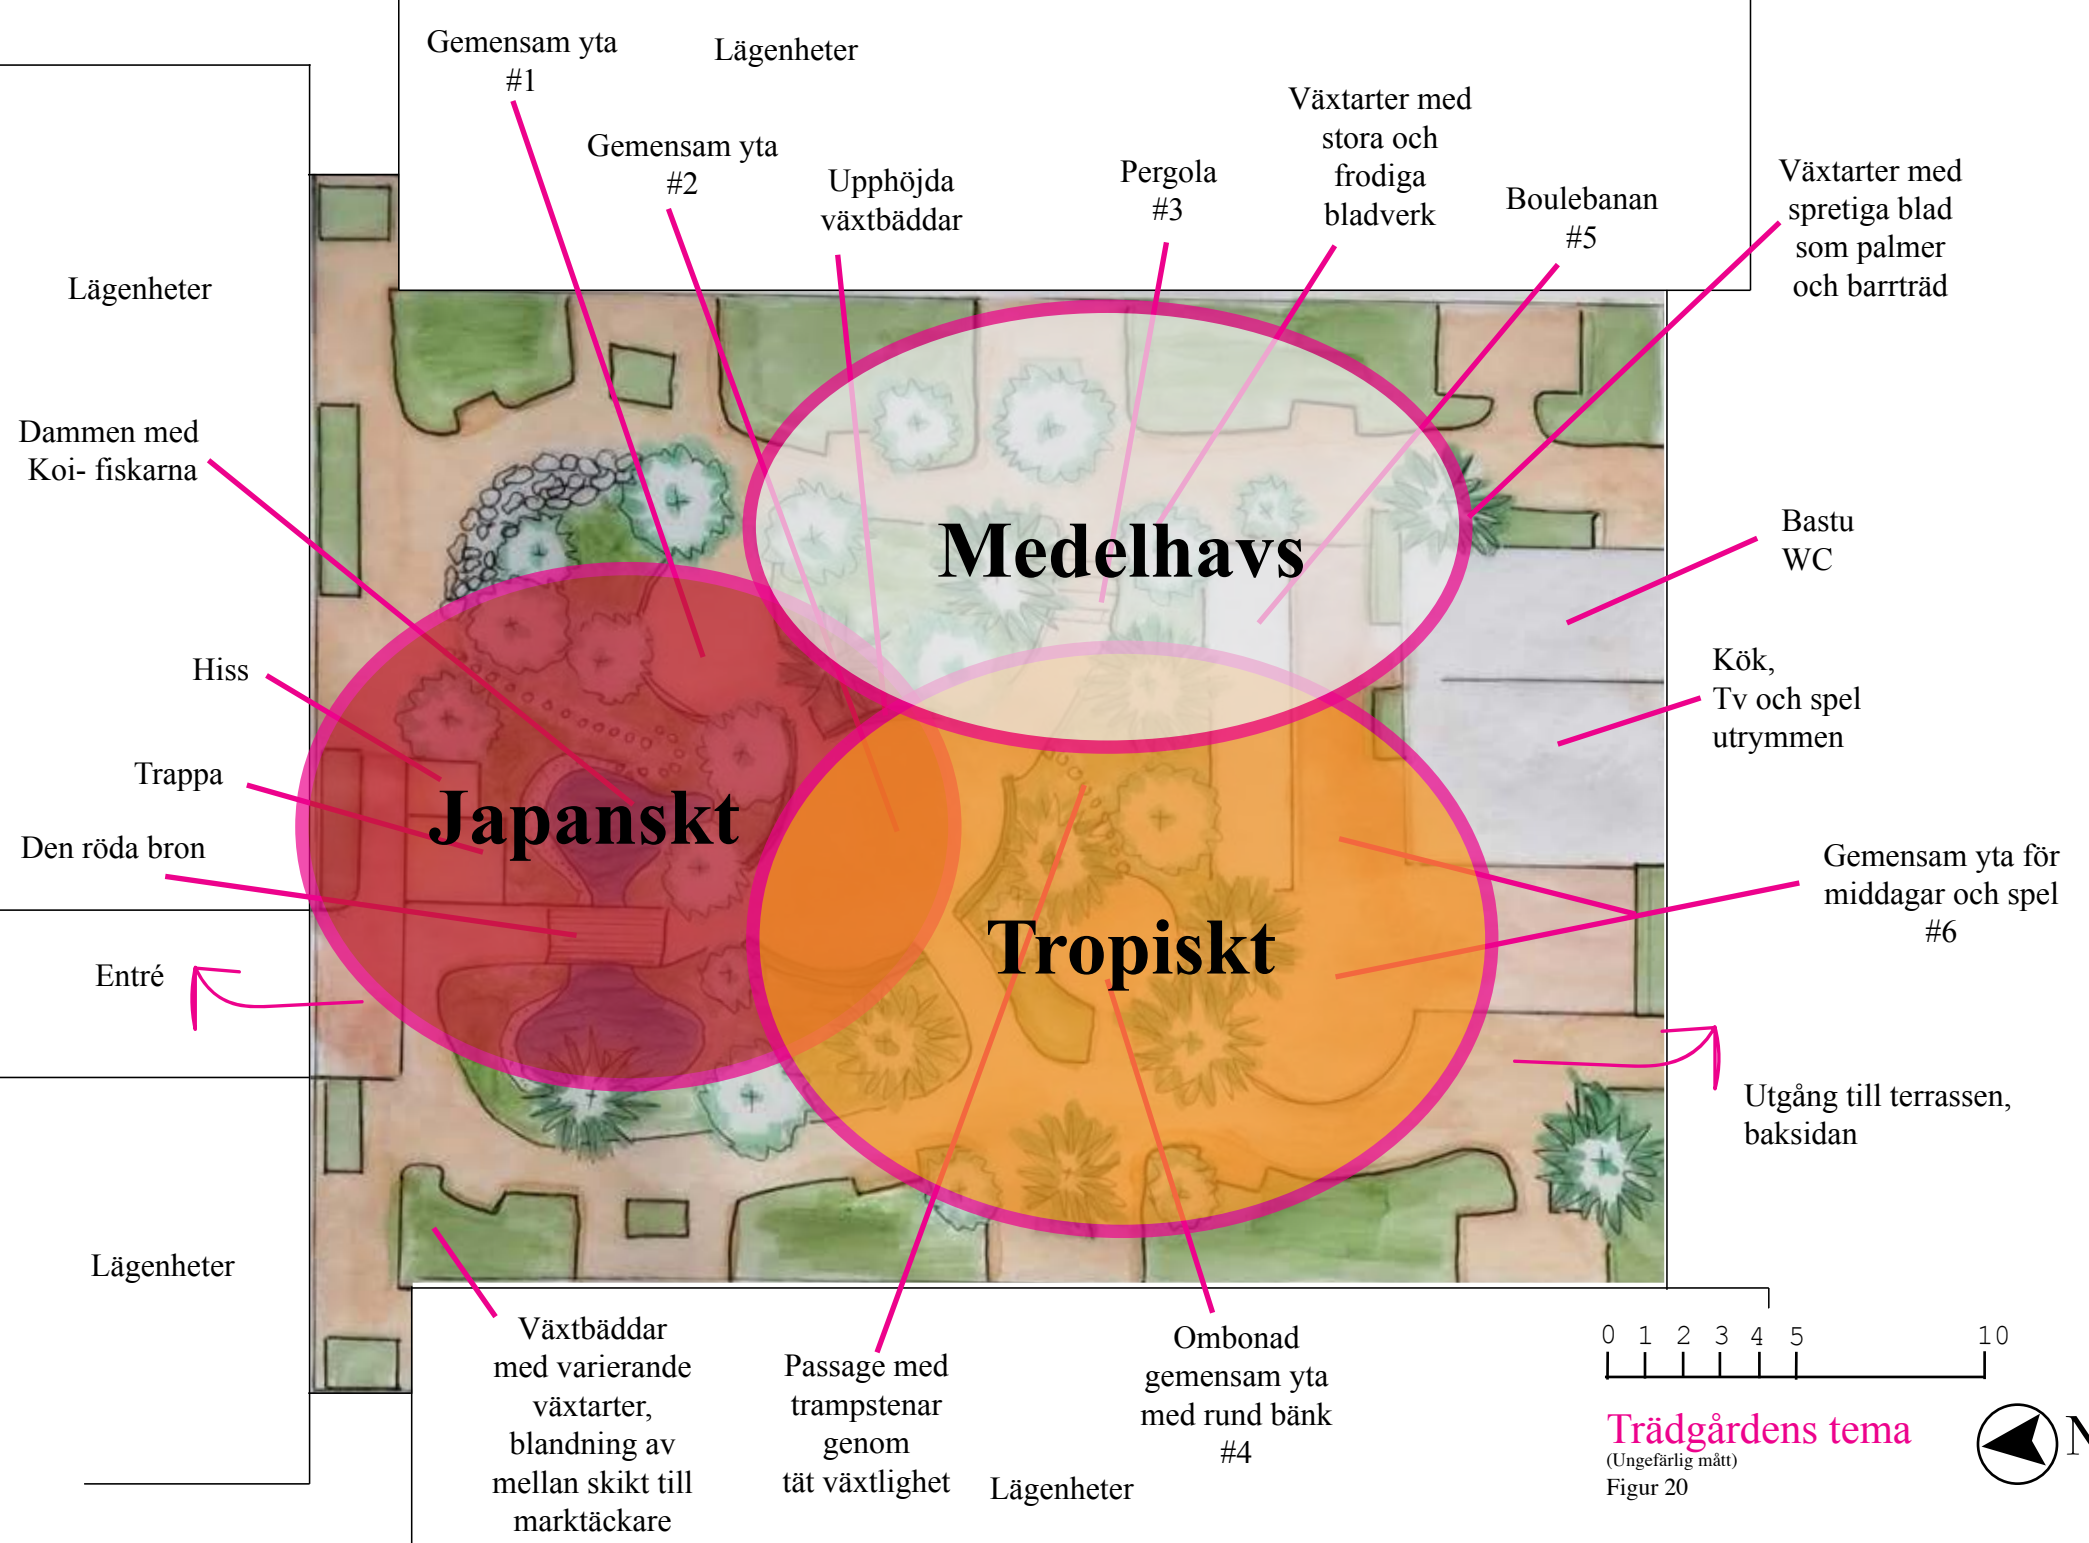 Gemensam yta
#1
Lägenheter
Gemensam yta
#2
Upphöjda
växtbäddar
Pergola
#3
Växtarter med
stora och
frodiga
bladverk
Boulebanan
#5
Växtarter med
spretiga blad
som palmer
och barrträd
Lägenheter
Dammen med
Koi- fiskarna
Medelhavs
Bastu
WC
Hiss
Kök,
Tv och spel
utrymmen
Trappa
Japanskt
Den röda bron
Gemensam yta för
middagar och spel
#6
Tropiskt
Entré
Utgång till terrassen,
baksidan
Lägenheter
Växtbäddar
med varierande
växtarter,
blandning av
mellan skikt till
marktäckare
Passage med
trampstenar
genom
tät växtlighet
Ombonad
gemensam yta
med rund bänk
#4
Lägenheter
0 1 2 3 4 5 10
Trädgårdens tema
(Ungefärlig mått)
Figur 20
N